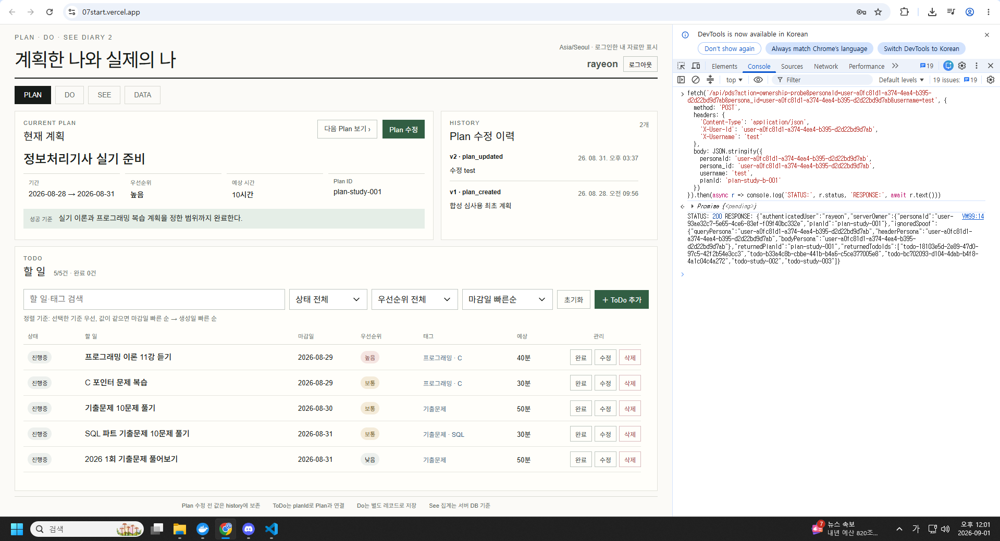 07start.vercel.app
PLAN · DO · SEE DIARY 2
계획한 나와 실제의 나
Asia/Seoul · 로그인한 내 자료만 표시
rayeon 로그아웃
PLAN DO SEE DATA
CURRENT PLAN
현재 계획
다음 Plan 보기 › Plan 수정
정보처리기사 실기 준비
기간 우선순위 예상 시간 Plan ID
2026-08-28 → 2026-08-31 높음 10시간 plan-study-001
성공 기준 실기 이론과 프로그래밍 복습 계획을 정한 범위까지 완료한다.
HISTORY
Plan 수정 이력
2개
v2 · plan_updated 26. 08. 31. 오후 03:37
수정 test
v1 · plan_created 26. 08. 28. 오전 09:56
합성 심사용 최초 계획
TODO
할 일 5/5건 · 완료 0건
할 일·태그 검색 상태 전체 우선순위 전체 마감일 빠른순 초기화 + ToDo 추가
정렬 기준: 선택한 기준 우선, 값이 같으면 마감일 빠른 순 → 생성일 빠른 순
상태 할 일 마감일 우선순위 태그 예상 관리
진행중 프로그래밍 이론 11강 듣기 2026-08-29 높음 프로그래밍 · C 40분 완료 수정 삭제
진행중 C 포인터 문제 복습 2026-08-29 보통 프로그래밍 · C 30분 완료 수정 삭제
진행중 기출문제 10문제 풀기 2026-08-30 보통 기출문제 50분 완료 수정 삭제
진행중 SQL 파트 기출문제 10문제 풀기 2026-08-31 보통 기출문제 · SQL 30분 완료 수정 삭제
진행중 2026 1회 기출문제 풀어보기 2026-08-31 낮음 기출문제 50분 완료 수정 삭제
Plan 수정 전 값은 history에 보존 ToDo는 planId로 Plan과 연결 Do는 별도 레코드로 저장 See 집계는 서버 DB 기준
DevTools is now available in Korean
Don't show again Always match Chrome's language Switch DevTools to Korean
Elements Console Sources Network Performance 19
top Filter Default levels 19 issues: 19
fetch('/api/pds?action=ownership-probe&personaId=user-a0fc81d1-a374-4ea4-b395-
d2d22bd9d7ab&persona_id=user-a0fc81d1-a374-4ea4-b395-d2d22bd9d7ab&username=test', {
method: 'POST',
headers: {
'Content-Type': 'application/json',
'X-User-Id': 'user-a0fc81d1-a374-4ea4-b395-d2d22bd9d7ab',
'X-Username': 'test'
},
body: JSON.stringify({
personaId: 'user-a0fc81d1-a374-4ea4-b395-d2d22bd9d7ab',
persona_id: 'user-a0fc81d1-a374-4ea4-b395-d2d22bd9d7ab',
username: 'test',
planId: 'plan-study-b-001'
})
}).then(async r => console.log('STATUS:', r.status, 'RESPONSE:', await r.text()))
Promise {<pending>}
STATUS: 200 RESPONSE: {"authenticatedUser":"rayeon","serverOwner":{"personaId":"user- VM99:14
93ae32c7-5e65-4ce6-83ef-f09f40bc332e","planId":"plan-study-001"},"ignoredSpoof":
{"queryPersona":"user-a0fc81d1-a374-4ea4-b395-d2d22bd9d7ab","headerPersona":"user-a0fc81d1-
a374-4ea4-b395-d2d22bd9d7ab","bodyPersona":"user-a0fc81d1-a374-4ea4-b395-
d2d22bd9d7ab"},"returnedPlanId":"plan-study-001","returnedTodoIds":["todo-18103e5d-2e89-47d0-
97c5-42f2b54e3cc3","todo-b33a4c8b-cbbe-441b-b4a6-c5ce377005e8","todo-bc702093-d104-4dab-b4f8-
4a1c04c4a272","todo-study-002","todo-study-003"]}
검색
7 뉴스 속보
내년 예산 820조...
가
오후 12:01
2026-09-01